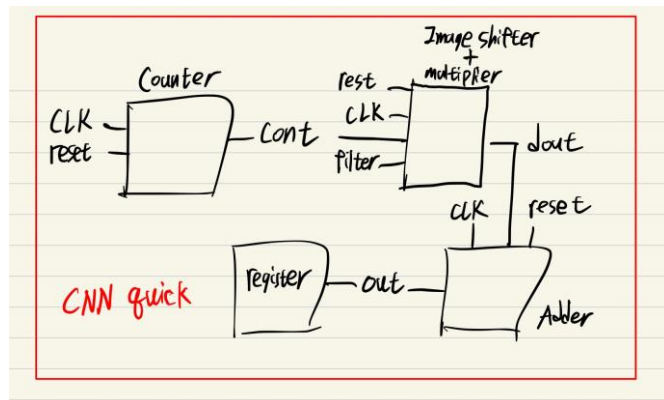 Image shifter
+
multiplier
Counter
rest
CLK
CLK
Cont
reset
filter
dout
CLK
reset
register
out
CNN quick
Adder